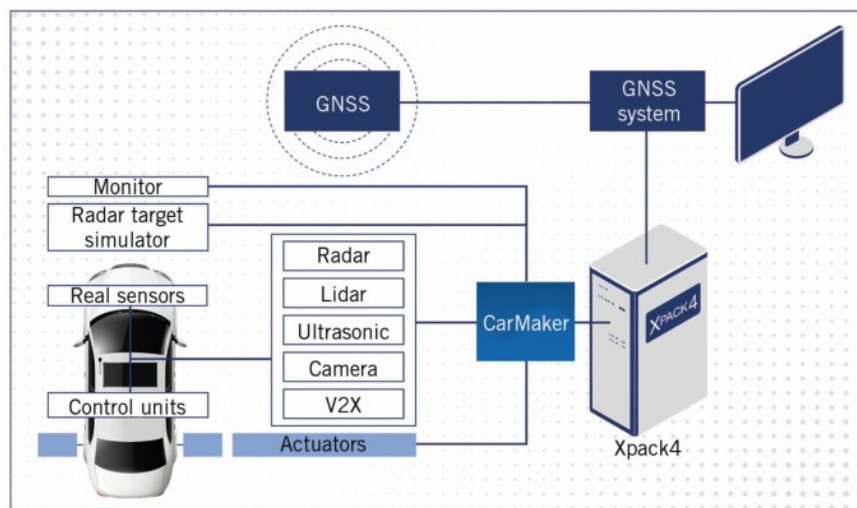 GNSS
GNSS
system
Monitor
Radar target
simulator
Real sensors
Control units
Radar
Lidar
Ultrasonic
Camera
V2X
Actuators
CarMaker
XPACK4
Xpack4